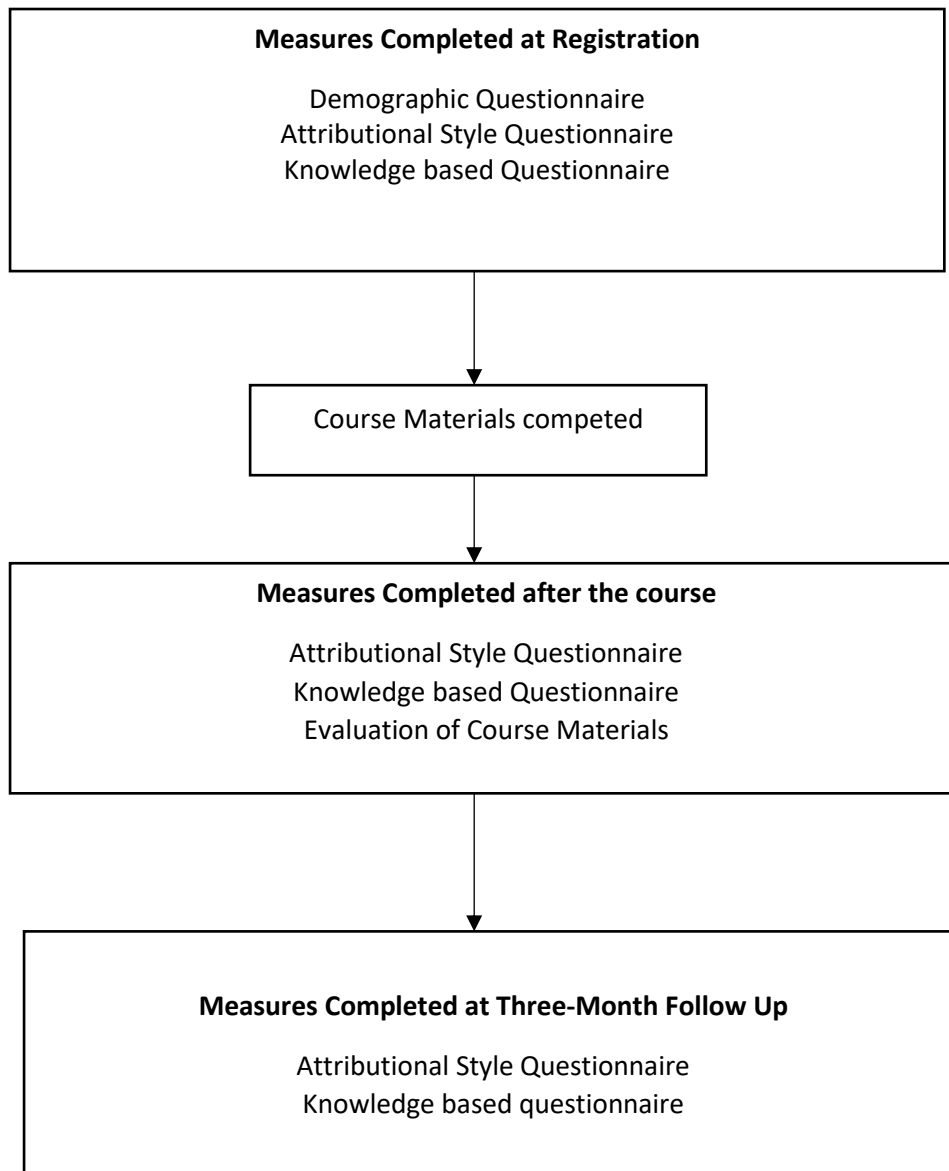 Measures Completed at Registration
Demographic Questionnaire
Attributional Style Questionnaire
Knowledge based Questionnaire
Course Materials competed
Measures Completed after the course
Attributional Style Questionnaire
Knowledge based Questionnaire
Evaluation of Course Materials
Measures Completed at Three-Month Follow Up
Attributional Style Questionnaire
Knowledge based questionnaire